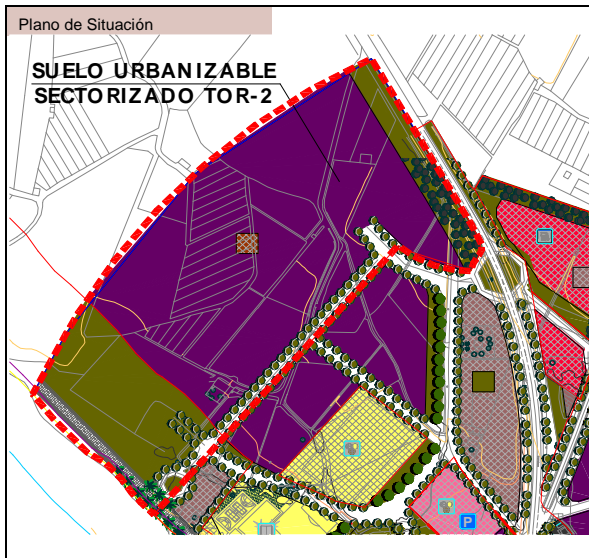 Plano de Situación
SUELO URBANIZABLE
SECTORIZADO TOR-2
P